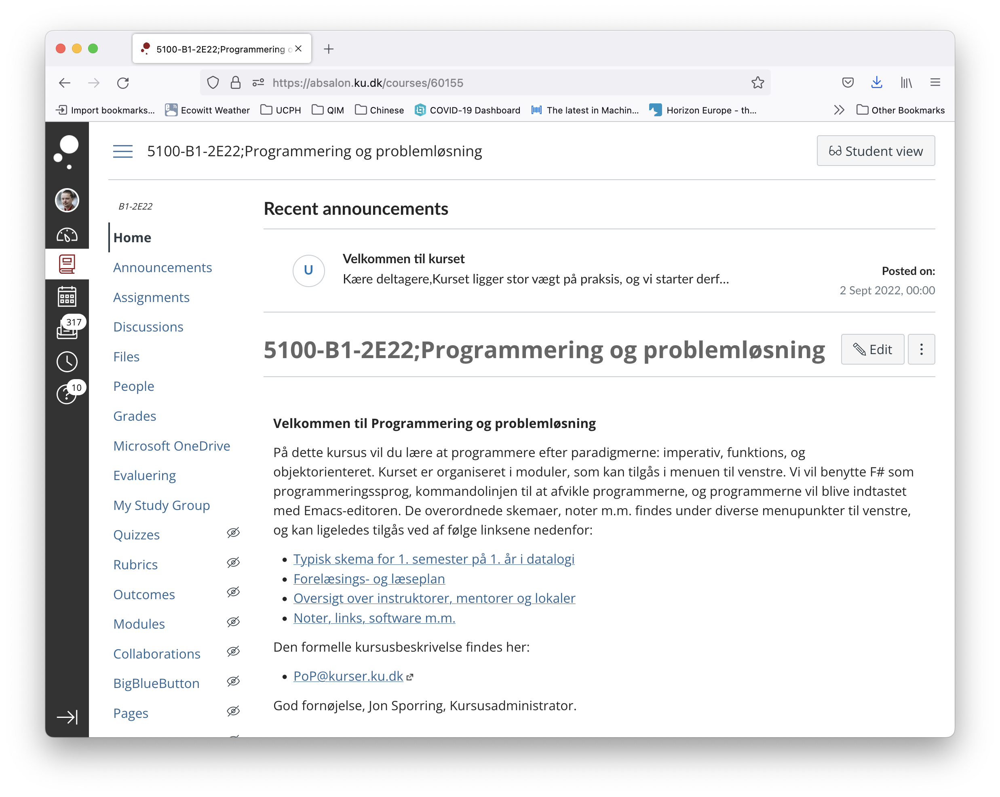 5100-B1-2E22;Programmering o
https://absalon.ku.dk/courses/60155
Import bookmarks...
Ecowitt Weather
UCPH
QIM
Chinese
COVID-19 Dashboard
The latest in Machin...
Horizon Europe - th...
Other Bookmarks
5100-B1-2E22;Programmering og problemløsning
Student view
317
10
B1-2E22
Home
Announcements
Assignments
Discussions
Files
People
Grades
Microsoft OneDrive
Evaluering
My Study Group
Quizzes
Rubrics
Outcomes
Modules
Collaborations
BigBlueButton
Pages
Recent announcements
U
Velkommen til kurset
Kære deltagere,Kurset ligger stor vægt på praksis, og vi starter derf...
Posted on:
2 Sept 2022, 00:00
5100-B1-2E22;Programmering og problemløsning
Edit
Velkommen til Programmering og problemløsning
På dette kursus vil du lære at programmere efter paradigmerne: imperativ, funktions, og
objektorienteret. Kurset er organiseret i moduler, som kan tilgås i menuen til venstre. Vi vil benytte F# som
programmeringssprog, kommandolinjen til at afvikle programmerne, og programmerne vil blive indtastet
med Emacs-editoren. De overordnede skemaer, noter m.m. findes under diverse menupunkter til venstre,
og kan ligeledes tilgås ved af følge linksene nedenfor:
Typisk skema for 1. semester på 1. år i datalogi
Forelæsings- og læseplan
Oversigt over instruktorer, mentorer og lokaler
Noter, links, software m.m.
Den formelle kursusbeskrivelse findes her:
PoP@kurser.ku.dk
God fornøjelse, Jon Sporring, Kursusadministrator.